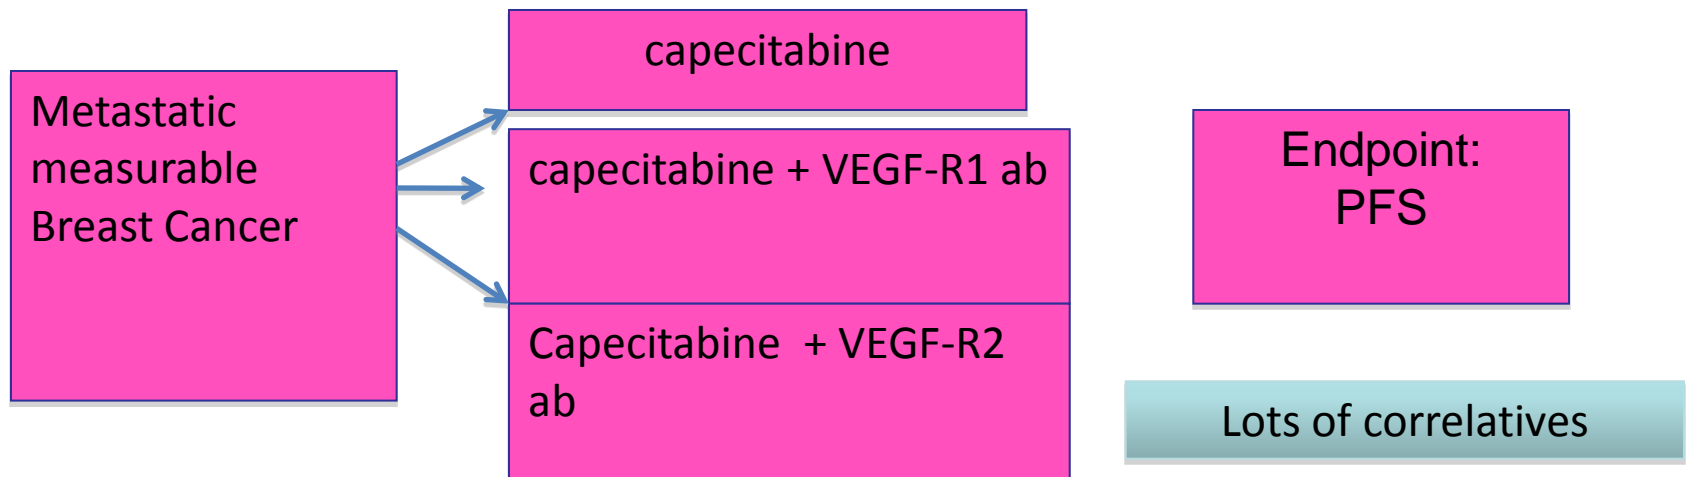 Metastatic
measurable
Breast Cancer
capecitabine
capecitabine + VEGF-R1 ab
Capecitabine  + VEGF-R2
ab
Endpoint:
PFS
Lots of correlatives